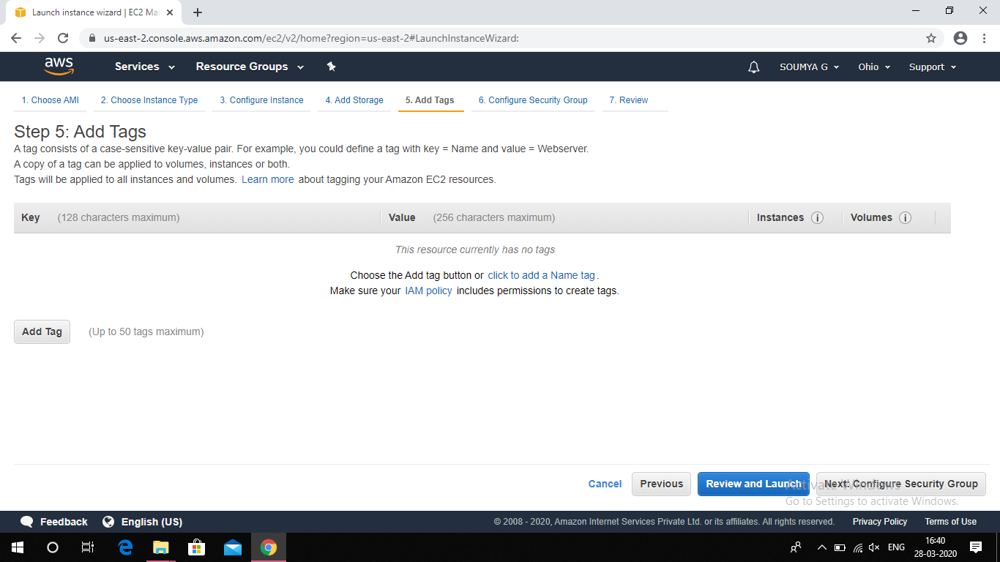 Launch instance wizard | EC2 Ma
us-east-2.console.aws.amazon.com/ec2/v2/home?region=us-east-2#LaunchInstanceWizard:
aws Services Resource Groups SOUMYA G Ohio Support
1. Choose AMI 2. Choose Instance Type 3. Configure Instance 4. Add Storage 5. Add Tags 6. Configure Security Group 7. Review
Step 5: Add Tags
A tag consists of a case-sensitive key-value pair. For example, you could define a tag with key = Name and value = Webserver.
A copy of a tag can be applied to volumes, instances or both.
Tags will be applied to all instances and volumes. Learn more about tagging your Amazon EC2 resources.
Key (128 characters maximum) Value (256 characters maximum) Instances i Volumes i
This resource currently has no tags
Choose the Add tag button or click to add a Name tag.
Make sure your IAM policy includes permissions to create tags.
Add Tag (Up to 50 tags maximum)
Cancel Previous Review and Launch Next: Configure Security Group
Activate Windows
Go to Settings to activate Windows.
Feedback English (US) © 2008 - 2020, Amazon Internet Services Private Ltd. or its affiliates. All rights reserved. Privacy Policy Terms of Use
ENG 16:40
28-03-2020